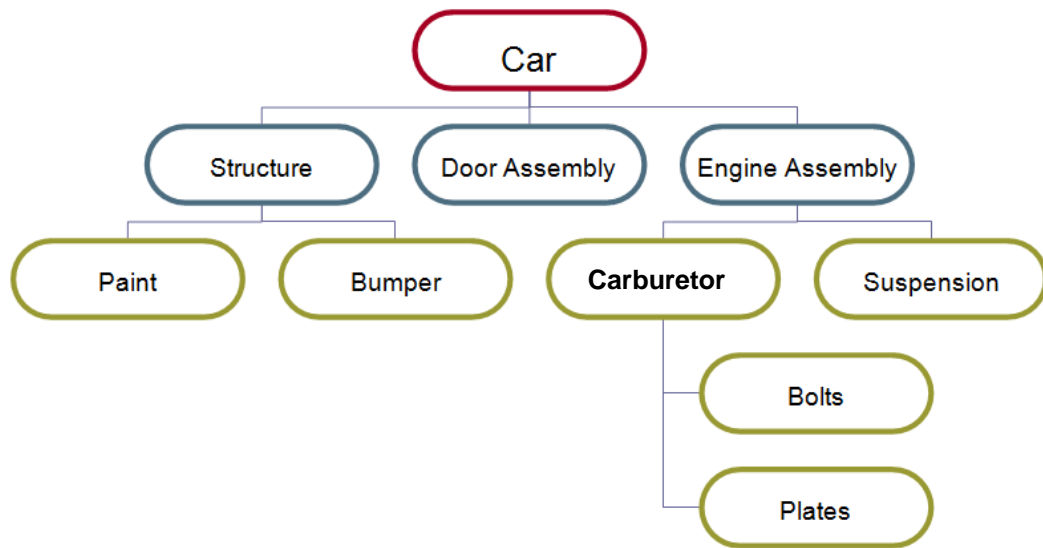 Car
Structure
Door Assembly
Engine Assembly
Paint
Bumper
Carburetor
Suspension
Bolts
Plates